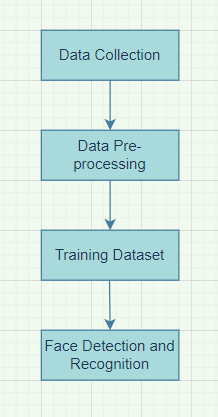 Data Collection
Data Pre-
processing
Training Dataset
Face Detection and
Recognition